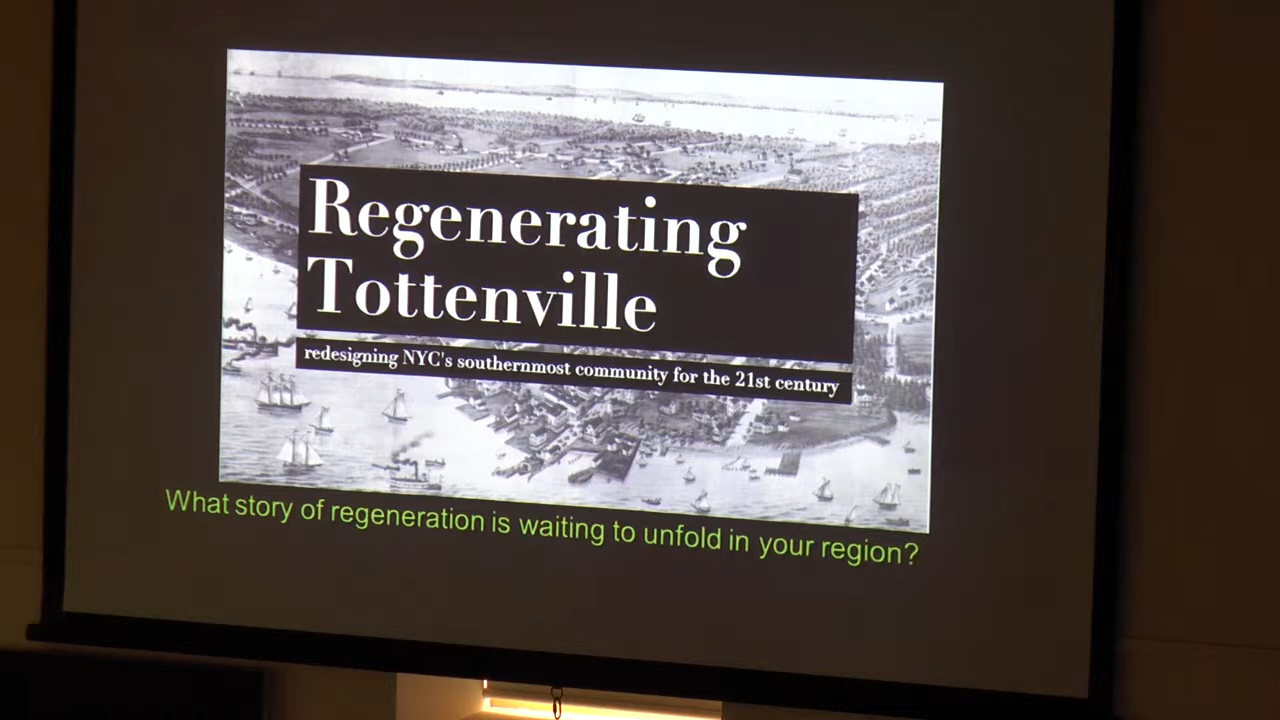 Regenerating
Tottenville
redesigning NYC's southernmost community for the 21st century
What story of regeneration is waiting to unfold in your region?